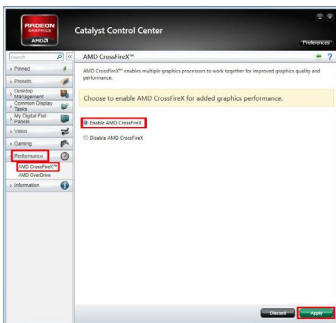 RADEON
GRAPHICS
AMD
Catalyst Control Center
Preferences
Search
Pinned
Presets
Desktop
Management
Common Display
Tasks
My Digital Flat-
Panels
Video
Gaming
Performance
AMD CrossFireX™
AMD OverDrive
Information
AMD CrossFireX™
?
AMD CrossFireX™ enables multiple graphics processors to work together for improved graphics quality and
performance.
Choose to enable AMD CrossFireX for added graphics performance.
Enable AMD CrossFireX
Disable AMD CrossFireX
Discard
Apply